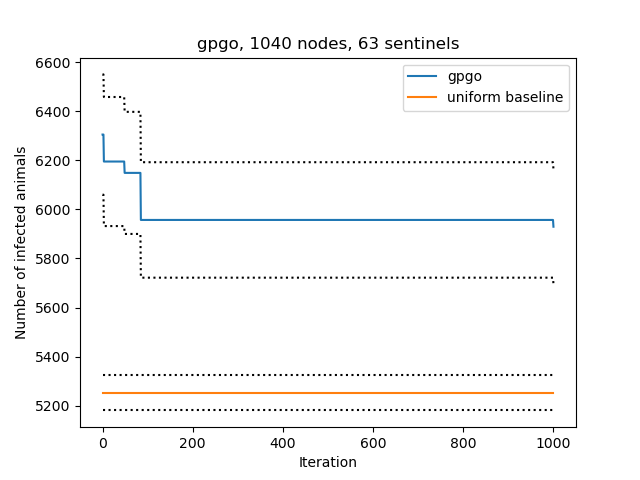 gpgo, 1040 nodes, 63 sentinels
gpgo
uniform baseline
Number of infected animals
6600
6400
6200
6000
5800
5600
5400
5200
0 200 400 600 800 1000
Iteration